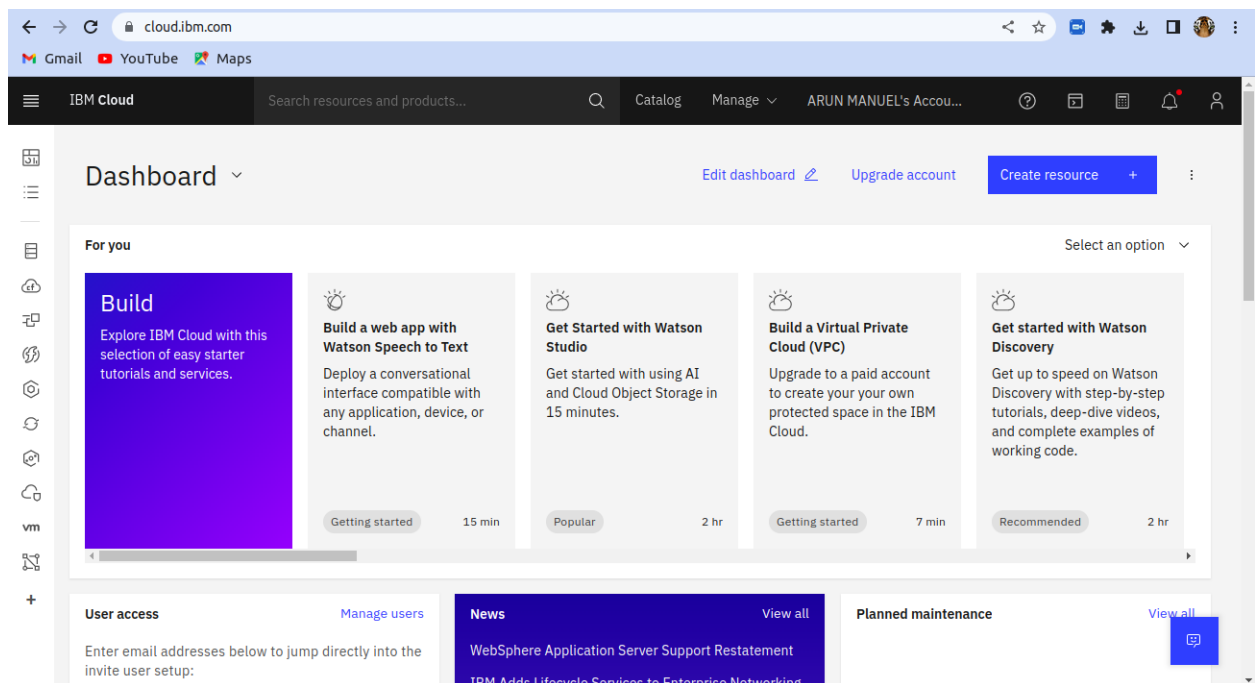 cloud.ibm.com
Gmail YouTube Maps
IBM Cloud Search resources and products... Catalog Manage ARUN MANUEL's Accou...
Dashboard Edit dashboard Upgrade account Create resource +
For you Select an option
Build
Explore IBM Cloud with this
selection of easy starter
tutorials and services.
Build a web app with
Watson Speech to Text
Deploy a conversational
interface compatible with
any application, device, or
channel.
Getting started 15 min
Get Started with Watson
Studio
Get started with using AI
and Cloud Object Storage in
15 minutes.
Popular 2 hr
Build a Virtual Private
Cloud (VPC)
Upgrade to a paid account
to create your your own
protected space in the IBM
Cloud.
Getting started 7 min
Get started with Watson
Discovery
Get up to speed on Watson
Discovery with step-by-step
tutorials, deep-dive videos,
and complete examples of
working code.
Recommended 2 hr
cf
vm
+
User access Manage users
Enter email addresses below to jump directly into the
invite user setup:
News View all
WebSphere Application Server Support Restatement
IBM Adds Lifecycle Services to Enterprise Networking
Planned maintenance View all